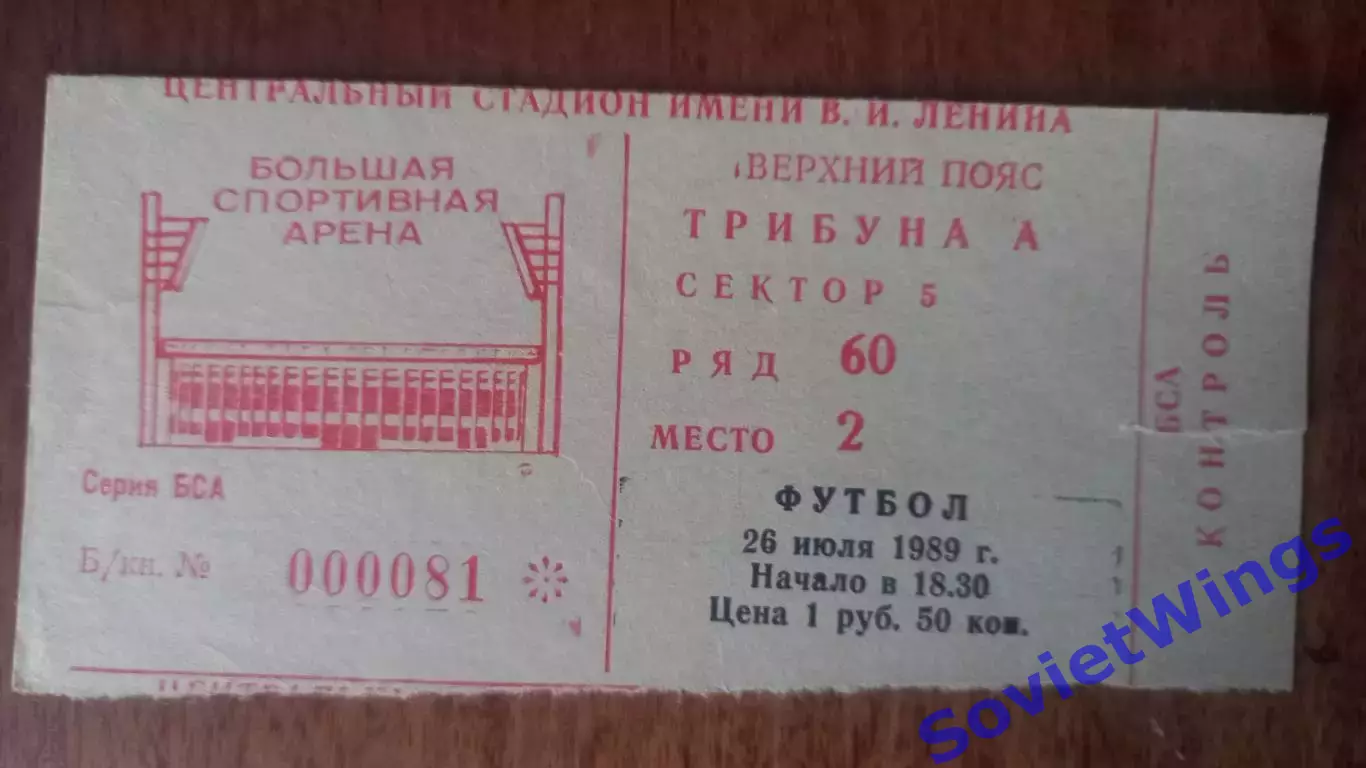 ЦЕНТРАЛЬНЫЙ СТАДИОН ИМЕНИ В. И. ЛЕНИНА
БОЛЬШАЯ
СПОРТИВНАЯ
АРЕНА
Серия БСА
Б/кн. № 000081
ВЕРХНИЙ ПОЯС
ТРИБУНА А
СЕКТОР 5
РЯД 60
МЕСТО 2
ФУТБОЛ
26 июля 1989 г.
Начало в 18.30
Цена 1 руб. 50 коп.
БСА
КОНТРОЛЬ
SovietWings